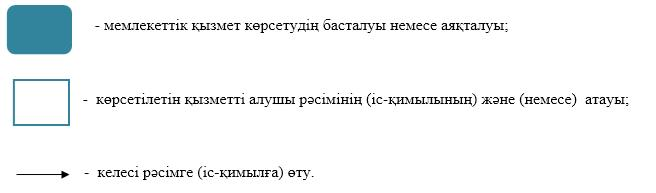 - мемлекеттік қызмет көрсетудің басталуы немесе аяқталуы;
- көрсетілетін қызметті алушы рәсімінің (іс-қимылының) және (немесе) атауы;
- келесі рәсімге (іс-қимылға) өту.